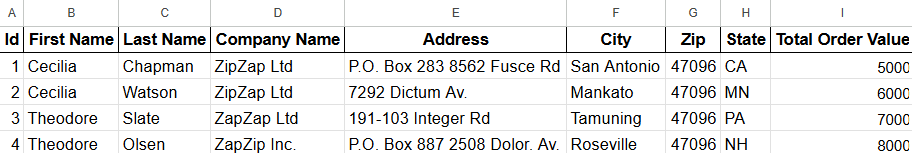 A B C D E F G H I
Id First Name Last Name Company Name Address City Zip State Total Order Value
1 Cecilia Chapman ZipZap Ltd P.O. Box 283 8562 Fusce Rd San Antonio 47096 CA 5000
2 Cecilia Watson ZipZap Ltd 7292 Dictum Av. Mankato 47096 MN 6000
3 Theodore Slate ZapZap Ltd 191-103 Integer Rd Tamuning 47096 PA 7000
4 Theodore Olsen ZapZip Inc. P.O. Box 887 2508 Dolor. Av. Roseville 47096 NH 8000